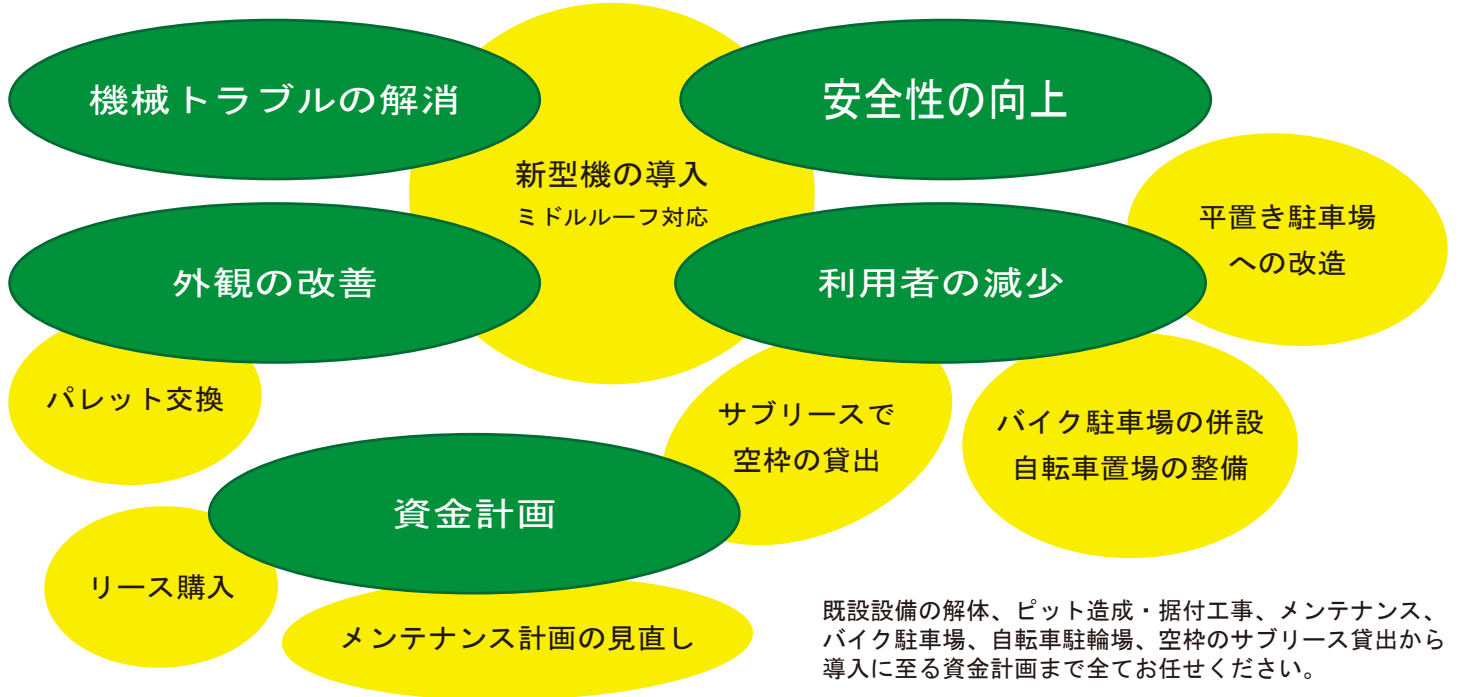 機械トラブルの解消
安全性の向上
新型機の導入
ミドルルーフ対応
平置き駐車場
への改造
外観の改善
利用者の減少
パレット交換
サブリースで
空枠の貸出
バイク駐車場の併設
自転車置場の整備
資金計画
リース購入
メンテナンス計画の見直し
既設設備の解体、ピット造成・据付工事、メンテナンス、
バイク駐車場、自転車駐輪場、空枠のサブリース貸出から
導入に至る資金計画まで全てお任せください。